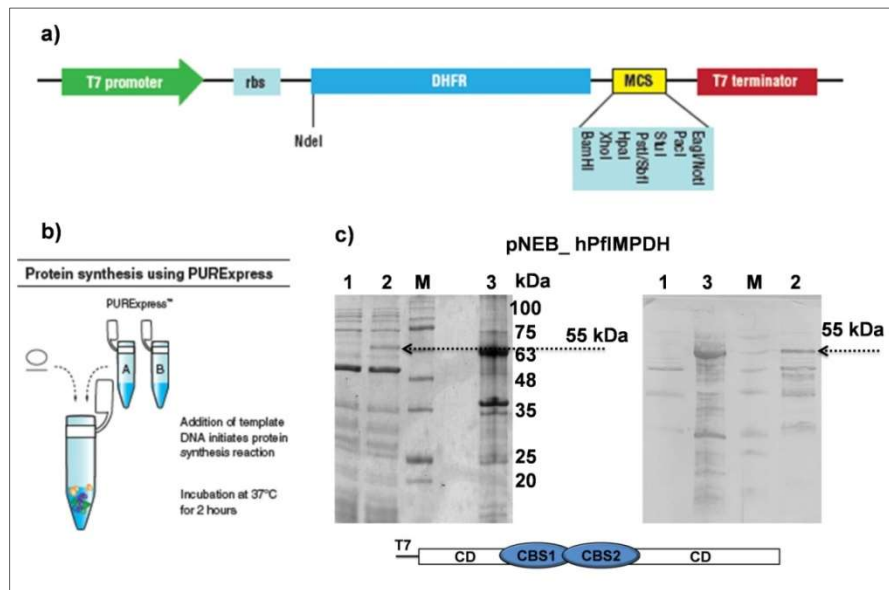 a)
T7 promoter
rbs
DHFR
MCS
T7 terminator
NdeI
BamHI
XhoI
HpaI
PstI/SbfI
StuI
PacI
EagI/NotI
b)
Protein synthesis using PURExpress
PURExpress™
A
B
Addition of template
DNA initiates protein
synthesis reaction
Incubation at 37°C
for 2 hours
c)
pNEB_ hPfIMPDH
1 2 M 3 kDa
100
75
63
48
35
25
20
55 kDa
1 3 M 2
55 kDa
T7
CD CBS1 CBS2 CD